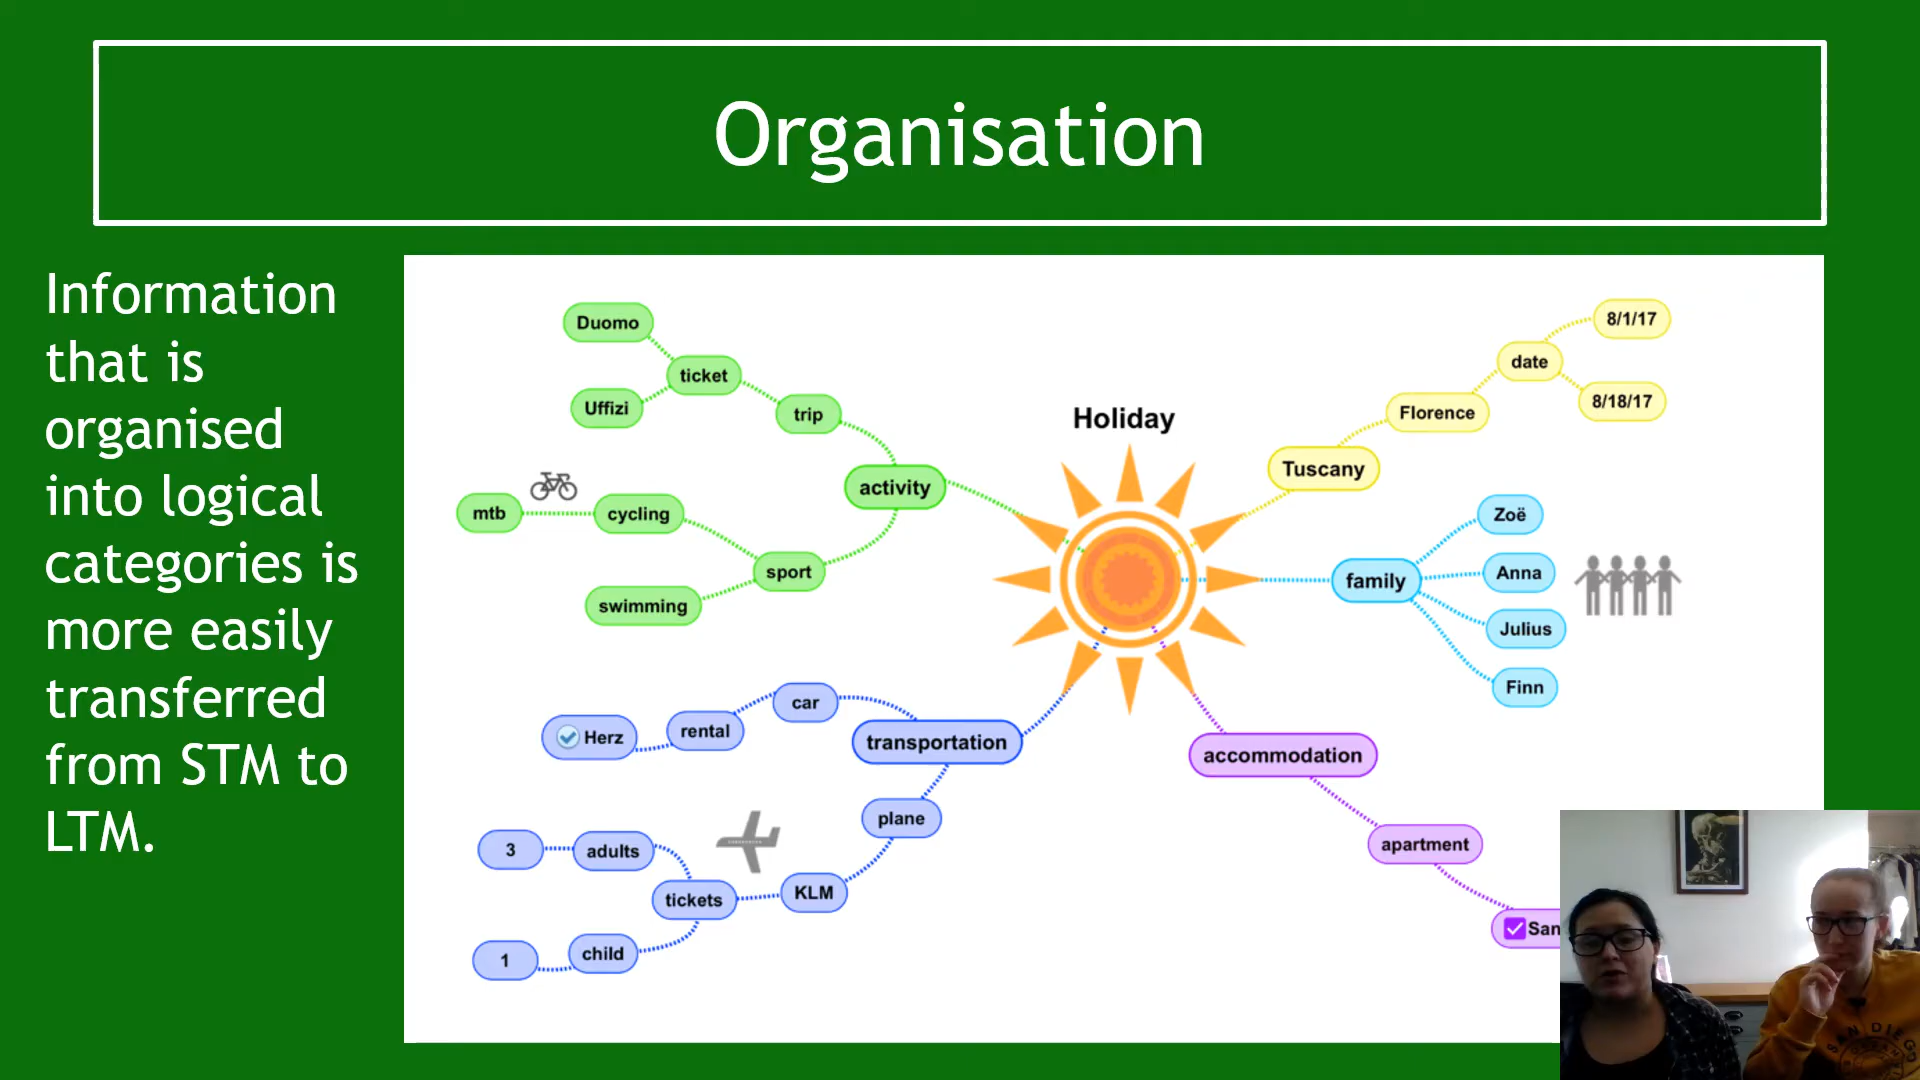 Organisation
Information
that is
organised
into logical
categories is
more easily
transferred
from STM to
LTM.
Holiday
activity
trip
ticket
Duomo
Uffizi
sport
cycling
mtb
swimming
Tuscany
Florence
date
8/1/17
8/18/17
family
Zoë
Anna
Julius
Finn
transportation
car
rental
Herz
plane
KLM
tickets
adults
3
child
1
accommodation
apartment
San
SAN DIEGO